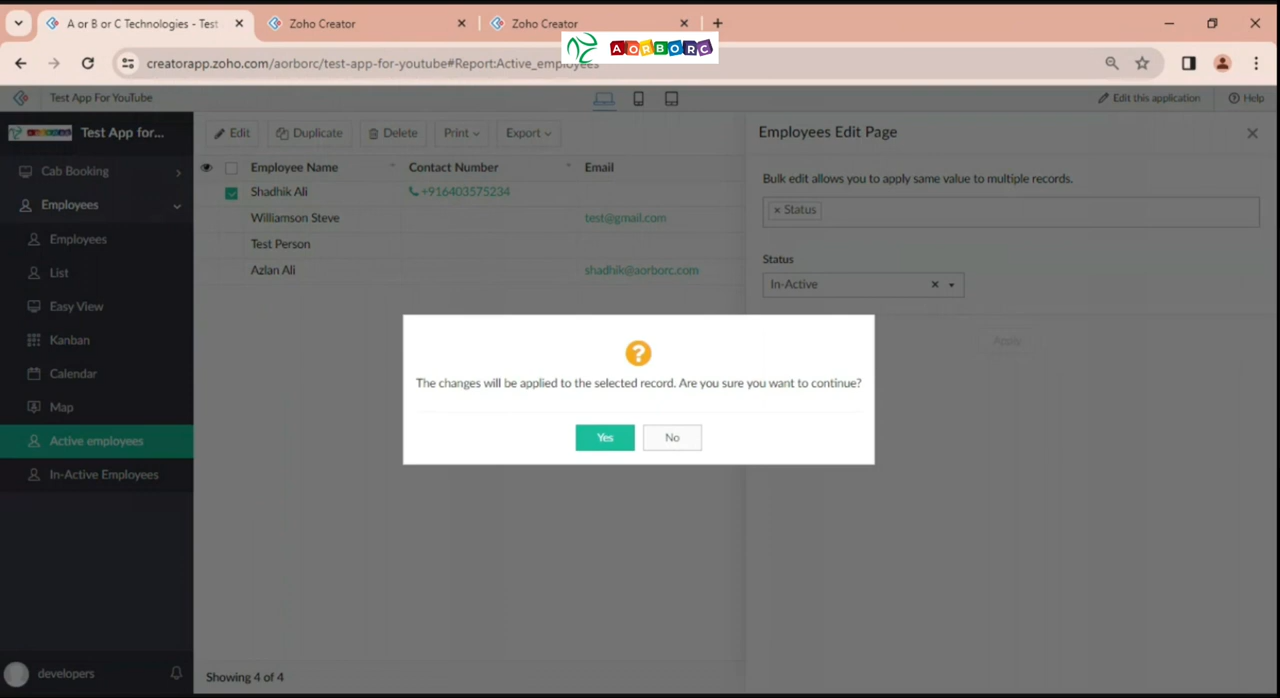 A or B or C Technologies - Test
Zoho Creator
Zoho Creator
AORBORC
creatorapp.zoho.com/aorborc/test-app-for-youtube#Report:Active_employees
Test App For YouTube
Edit this application
Help
Test App for...
Edit
Duplicate
Delete
Print
Export
Employees Edit Page
Cab Booking
Employees
Employees
List
Easy View
Kanban
Calendar
Map
Active employees
In-Active Employees
developers
Employee Name
Contact Number
Email
Shadhik Ali
+916403575234
Williamson Steve
test@gmail.com
Test Person
Azlan Ali
shadhik@aorborc.com
Bulk edit allows you to apply same value to multiple records.
× Status
Status
In-Active
Apply
The changes will be applied to the selected record. Are you sure you want to continue?
Yes
No
Showing 4 of 4